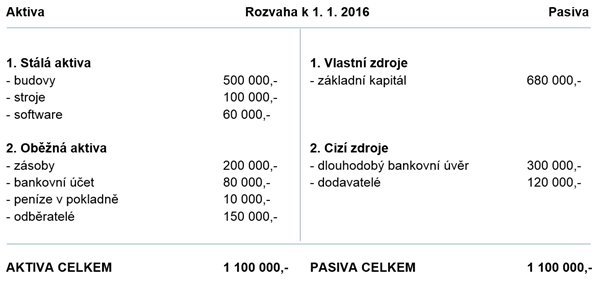 Aktiva Rozvaha k 1. 1. 2016 Pasiva
1. Stálá aktiva 1. Vlastní zdroje
- budovy 500 000,- - základní kapitál 680 000,-
- stroje 100 000,-
- software 60 000,-
2. Oběžná aktiva 2. Cizí zdroje
- zásoby 200 000,- - dlouhodobý bankovní úvěr 300 000,-
- bankovní účet 80 000,- - dodavatelé 120 000,-
- peníze v pokladně 10 000,-
- odběratelé 150 000,-
AKTIVA CELKEM 1 100 000,- PASIVA CELKEM 1 100 000,-